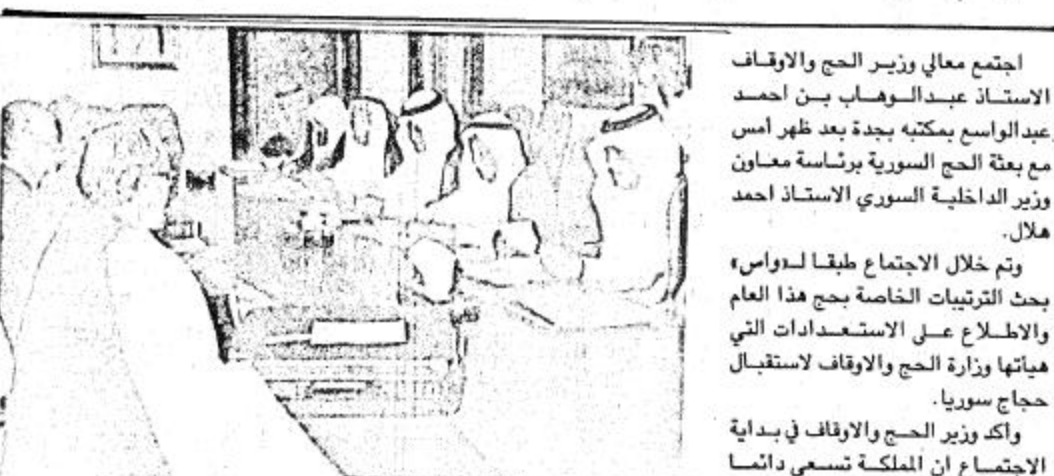 اجتمع معالي وزير الحج والاوقاف
الاستاذ عبدالوهاب بن احمد
عبدالواسع بمكتبه بجدة بعد ظهر أمس
مع بعثة الحج السورية برئاسة معاون
وزير الداخلية السوري الاستاذ احمد
هلال.
وتم خلال الاجتماع طبقا لـ«واس»
بحث الترتيبات الخاصة بحج هذا العام
والاطلاع على الاستعدادات التي
هيأتها وزارة الحج والاوقاف لاستقبال
حجاج سوريا.
واكد وزير الحج والاوقاف في بداية
الاجتماع ان المملكة تسعى دائما